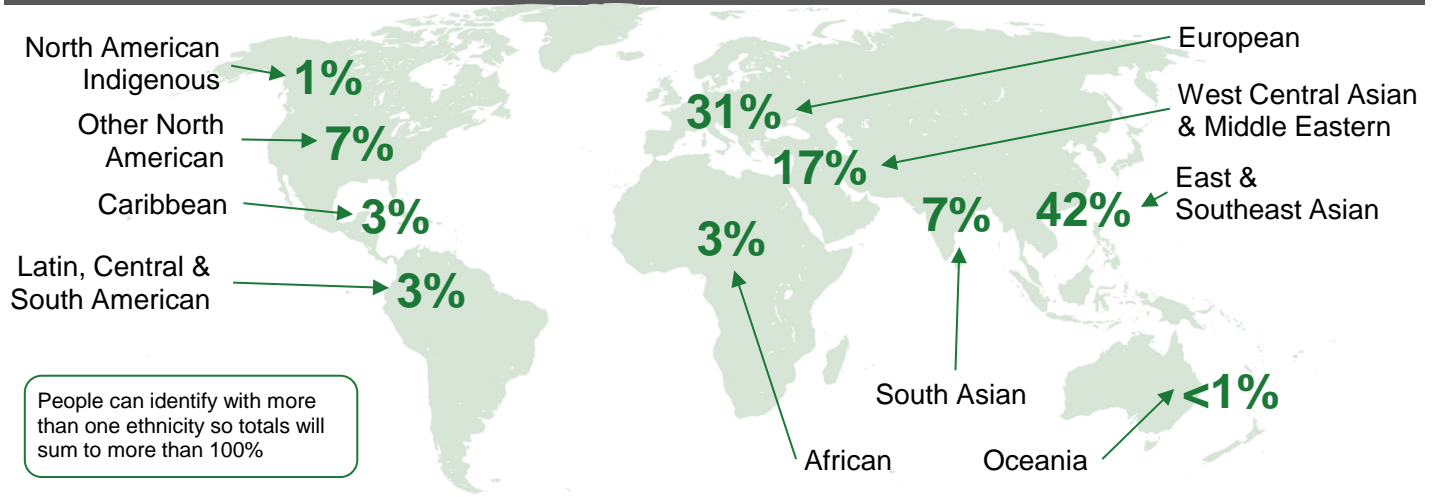 North American
Indigenous
1%
Other North
American
7%
Caribbean
3%
Latin, Central &
South American
3%
European
31%
West Central Asian
& Middle Eastern
17%
East &
Southeast Asian
42%
7%
South Asian
3%
African
<1%
Oceania
People can identify with more
than one ethnicity so totals will
sum to more than 100%